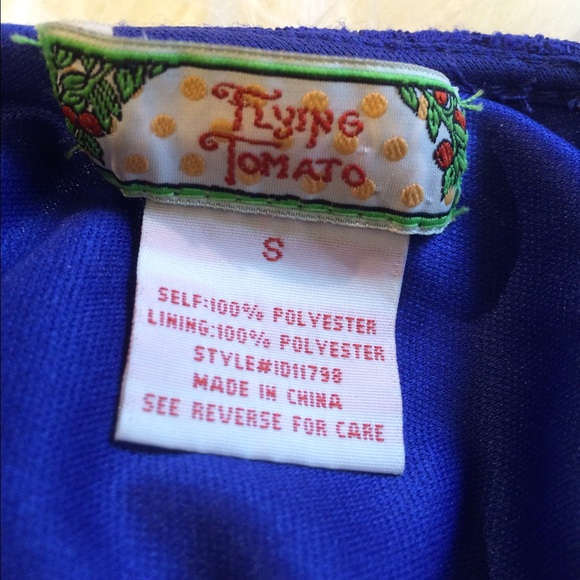 FLYING
TOMATO
S
SELF:100% POLYESTER
LINING:100% POLYESTER
STYLE#ID11798
MADE IN CHINA
SEE REVERSE FOR CARE